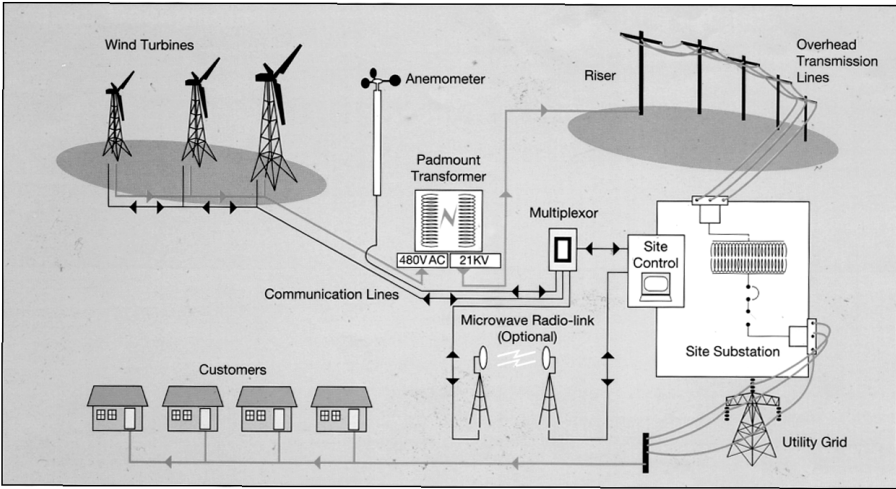 Wind Turbines
Anemometer
Riser
Overhead
Transmission
Lines
Padmount
Transformer
480V AC
21KV
Multiplexor
Site
Control
Communication Lines
Microwave Radio-link
(Optional)
Site Substation
Customers
Utility Grid